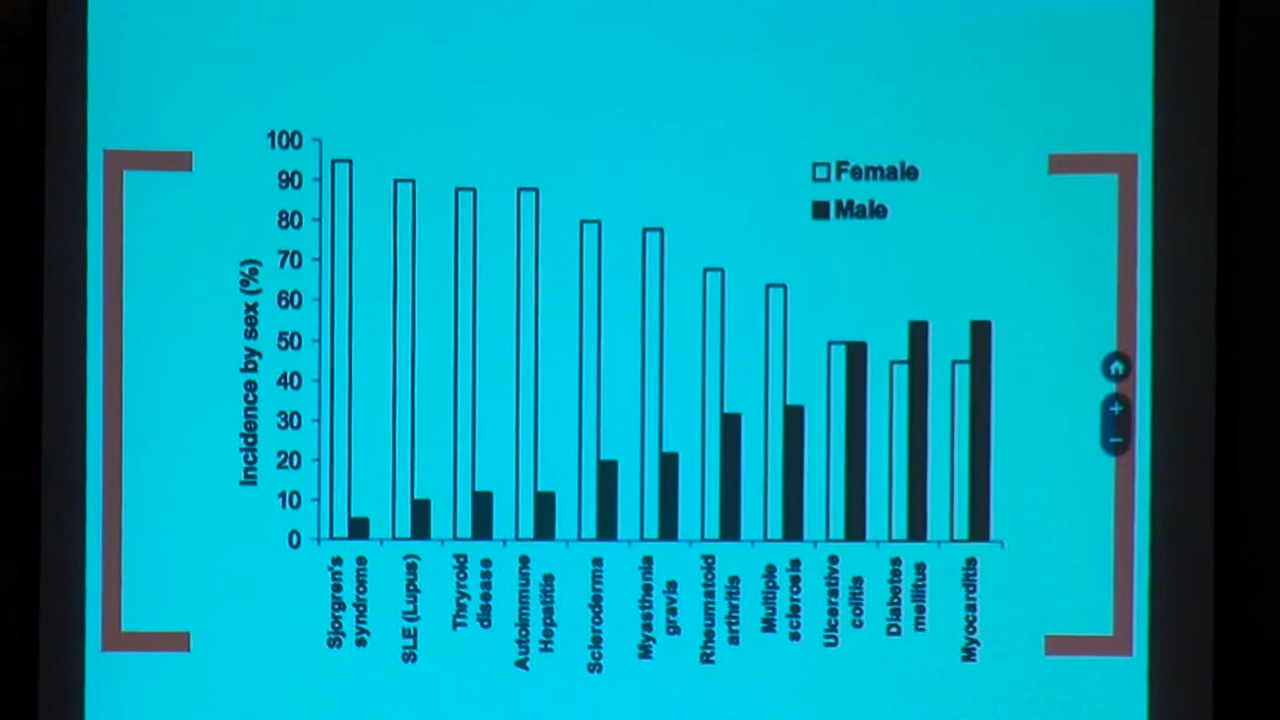 100
90
80
70
60
50
40
30
20
10
0
Incidence by sex (%)
Female
Male
Sjorgren's
syndrome
SLE (Lupus)
Thryroid
disease
Autoimmune
Hepatitis
Scleroderma
Myasthenia
gravis
Rheumatoid
arthritis
Multiple
sclerosis
Ulcerative
colitis
Diabetes
mellitus
Myocarditis